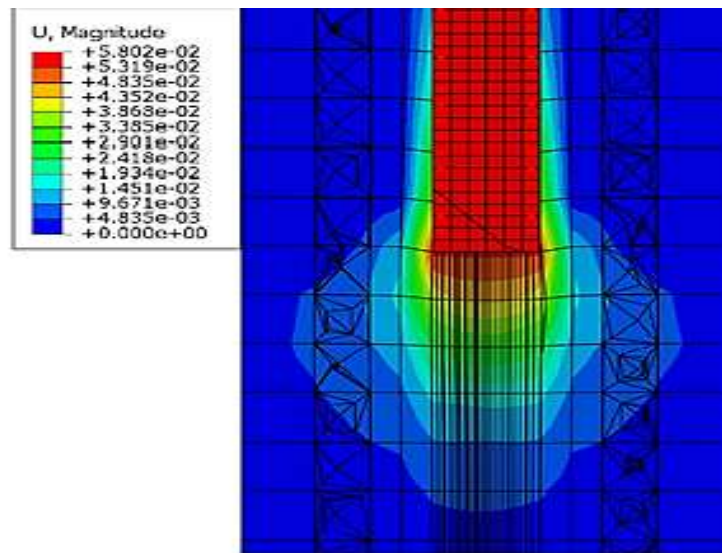 U, Magnitude
+5.802e-02
+5.319e-02
+4.835e-02
+4.352e-02
+3.868e-02
+3.385e-02
+2.901e-02
+2.418e-02
+1.934e-02
+1.451e-02
+9.671e-03
+4.835e-03
+0.000e+00